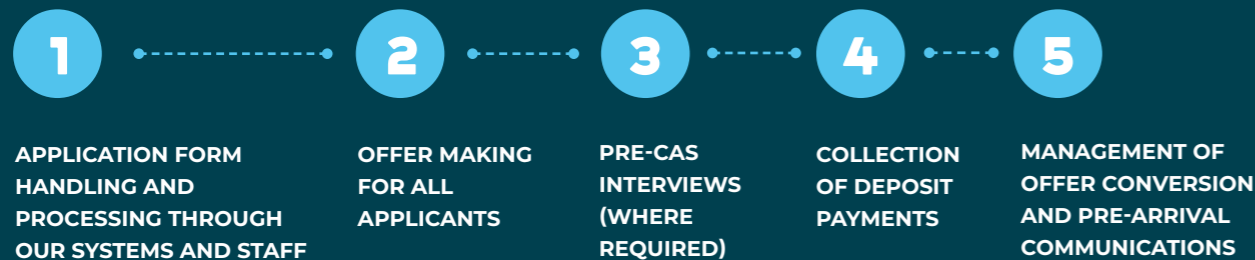 1
APPLICATION FORM
HANDLING AND
PROCESSING THROUGH
OUR SYSTEMS AND STAFF
2
OFFER MAKING
FOR ALL
APPLICANTS
3
PRE-CAS
INTERVIEWS
(WHERE
REQUIRED)
4
COLLECTION
OF DEPOSIT
PAYMENTS
5
MANAGEMENT OF
OFFER CONVERSION
AND PRE-ARRIVAL
COMMUNICATIONS